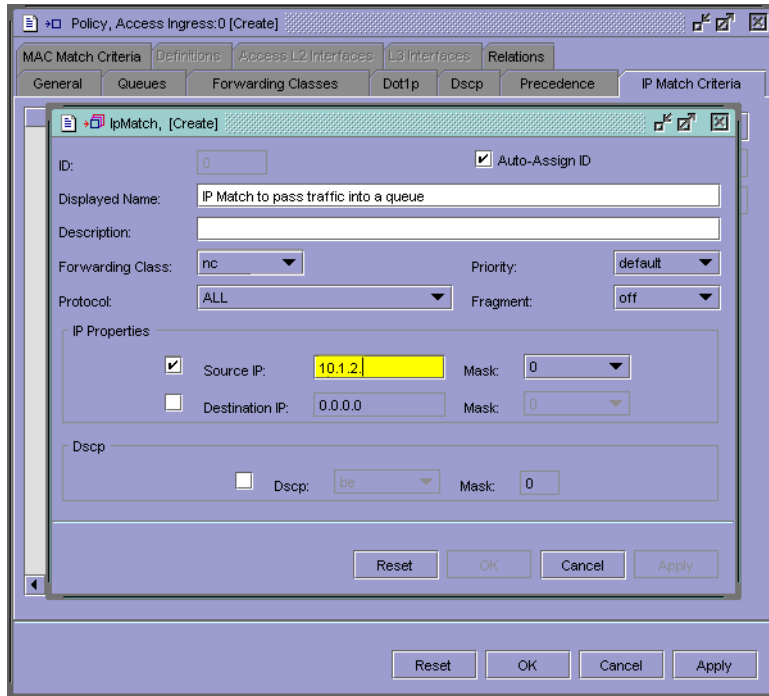 Policy, Access Ingress:0 [Create]
MAC Match Criteria Definitions Access L2 Interfaces L3 Interfaces Relations
General Queues Forwarding Classes Dot1p Dscp Precedence IP Match Criteria
IpMatch, [Create]
ID: 0 Auto-Assign ID
Displayed Name: IP Match to pass traffic into a queue
Description:
Forwarding Class: nc Priority: default
Protocol: ALL Fragment: off
IP Properties
Source IP: 10.1.2. Mask: 0
Destination IP: 0.0.0.0 Mask: 0
Dscp
Dscp: be Mask: 0
Reset OK Cancel Apply
Reset OK Cancel Apply